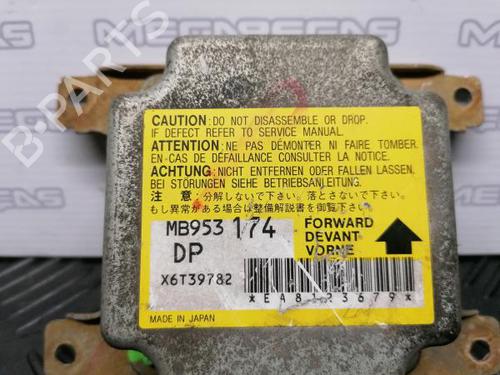 CAUTION: DO NOT DISASSEMBLE OR DROP.
IF DEFECT REFER TO SERVICE MANUAL.
ATTENTION: NE PAS DÉMONTER NI FAIRE TOMBER.
EN-CAS DE DÉFAILLANCE CONSULTER LA NOTICE.
ACHTUNG: NICHT ENTFERNEN ODER FALLEN LASSEN.
BEI STÖRUNGEN SIEHE BETRIEBSANLEITUNG.
注 意: 分解しないで下さい。落とさないで下さい。
もし異常がある場合は整備解説書を御覧下さい。
MB953174
DP
X6T39782
FORWARD
DEVANT
VORNE
*EA8123679*
MADE IN JAPAN
B-PARTS